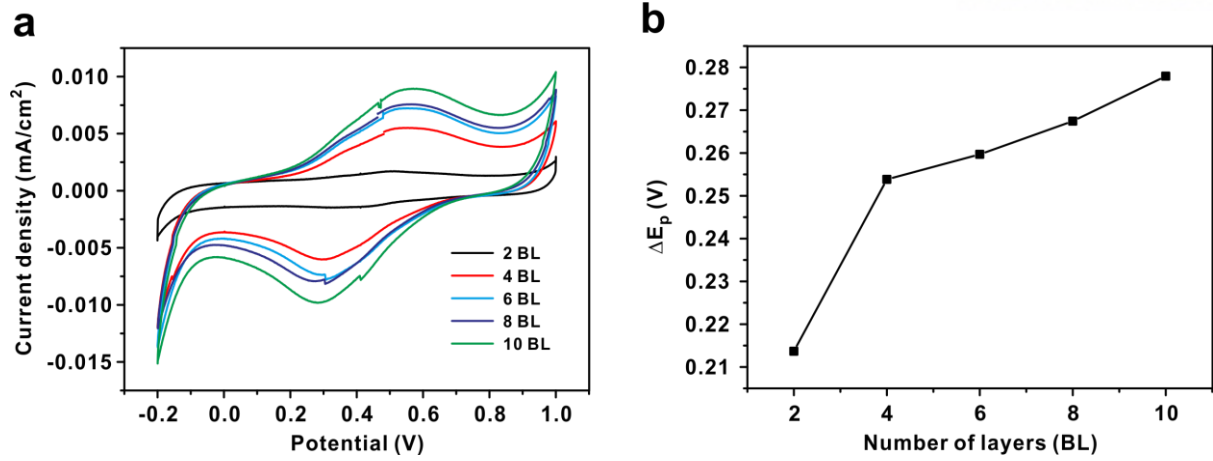 a
0.010
0.005
0.000
-0.005
-0.010
-0.015
Current density (mA/cm²)
-0.2 0.0 0.2 0.4 0.6 0.8 1.0
Potential (V)
2 BL
4 BL
6 BL
8 BL
10 BL
b
0.28
0.27
0.26
0.25
0.24
0.23
0.22
0.21
ΔEp (V)
2 4 6 8 10
Number of layers (BL)